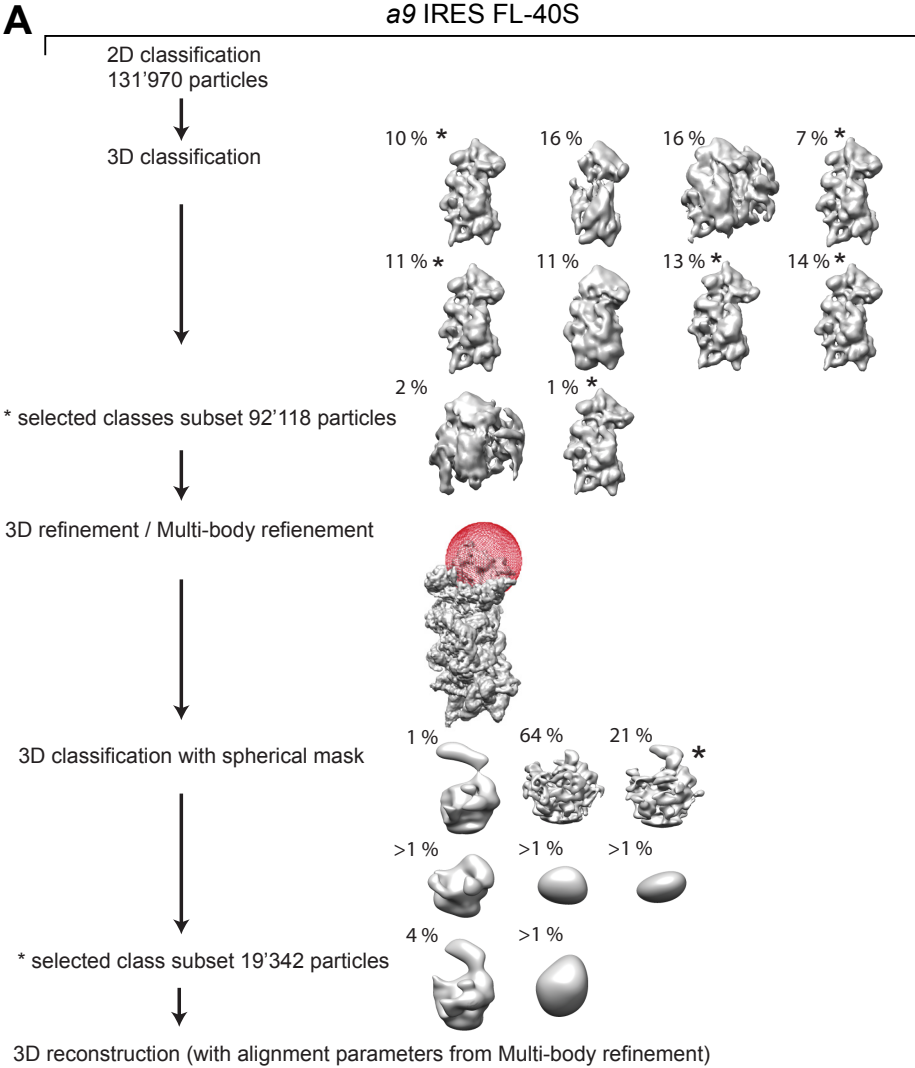 A
a9 IRES FL-40S
2D classification
131'970 particles
3D classification
10 % *
16 %
16 %
7 % *
11 % *
11 %
13 % *
14 % *
2 %
1 % *
* selected classes subset 92'118 particles
3D refinement / Multi-body refienement
3D classification with spherical mask
1 %
64 %
21 % *
>1 %
>1 %
>1 %
4 %
>1 %
* selected class subset 19'342 particles
3D reconstruction (with alignment parameters from Multi-body refinement)